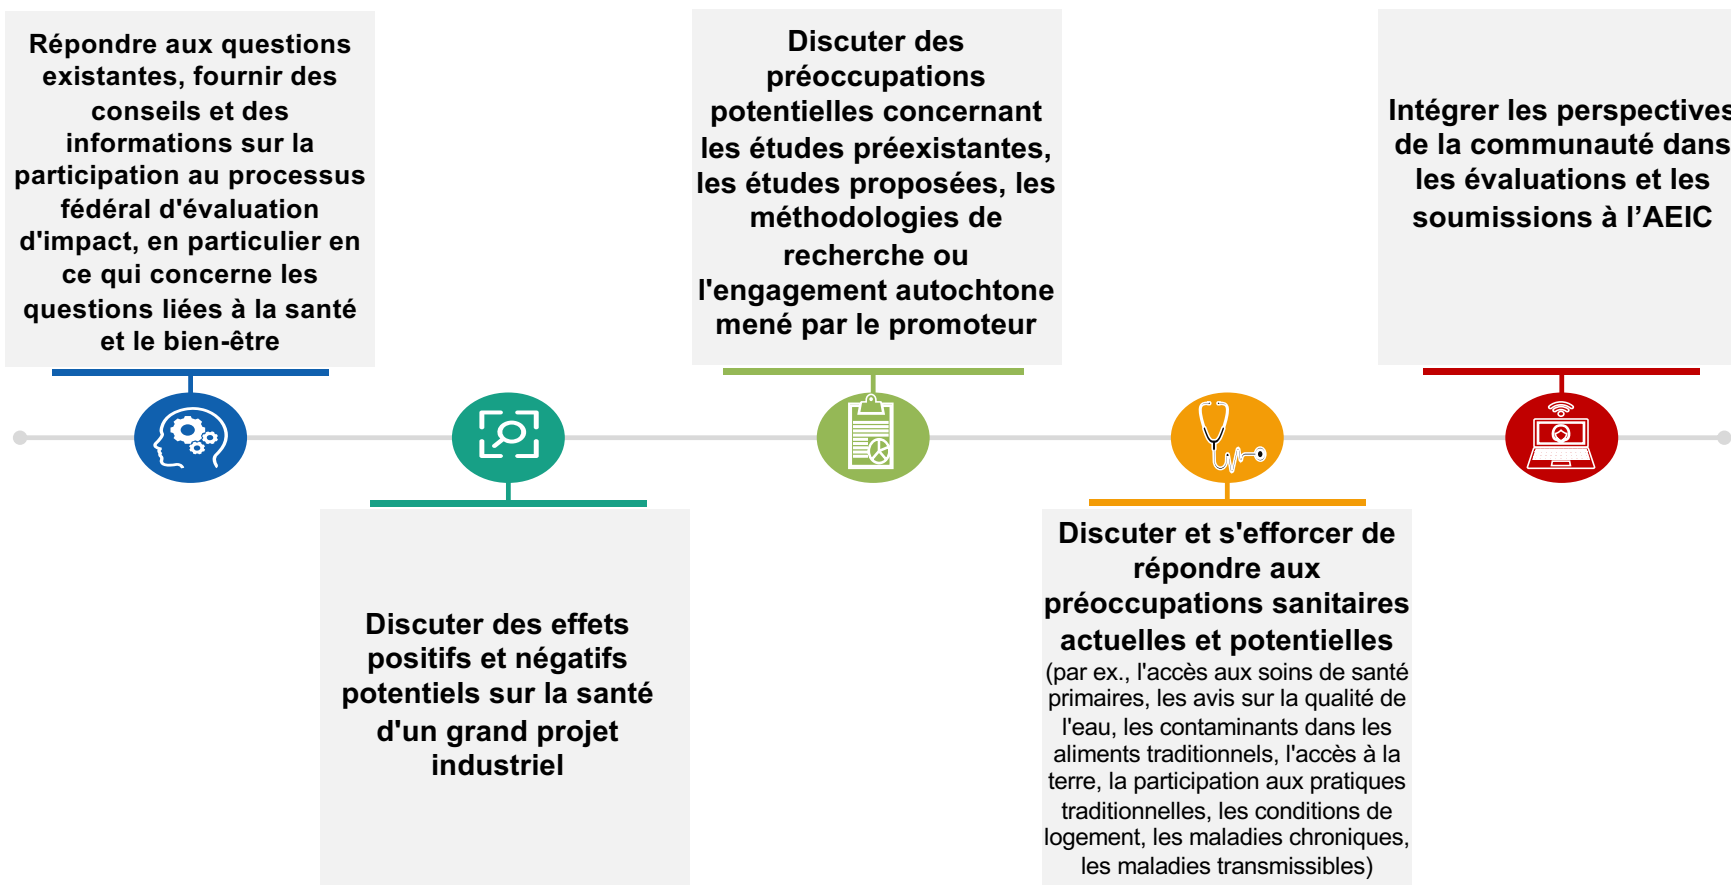 Répondre aux questions
existantes, fournir des
conseils et des
informations sur la
participation au processus
fédéral d'évaluation
d'impact, en particulier en
ce qui concerne les
questions liées à la santé
et le bien-être
Discuter des effets
positifs et négatifs
potentiels sur la santé
d'un grand projet
industriel
Discuter des
préoccupations
potentielles concernant
les études préexistantes,
les études proposées, les
méthodologies de
recherche ou
l'engagement autochtone
mené par le promoteur
Discuter et s'efforcer de
répondre aux
préoccupations sanitaires
actuelles et potentielles
(par ex., l'accès aux soins de santé
primaires, les avis sur la qualité de
l'eau, les contaminants dans les
aliments traditionnels, l'accès à la
terre, la participation aux pratiques
traditionnelles, les conditions de
logement, les maladies chroniques,
les maladies transmissibles)
Intégrer les perspectives
de la communauté dans
les évaluations et les
soumissions à l’AEIC